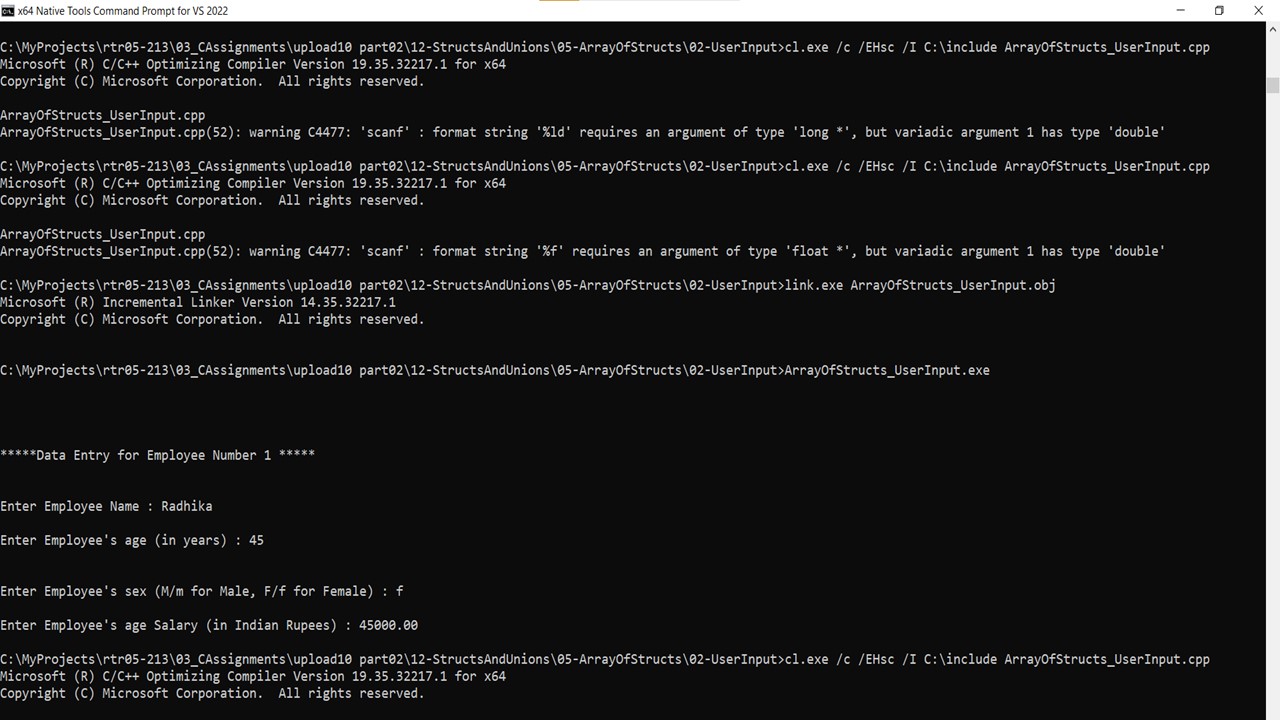 x64 Native Tools Command Prompt for VS 2022
C:\MyProjects\rtr05-213\03_CAssignments\upload10 part02\12-StructsAndUnions\05-ArrayOfStructs\02-UserInput>cl.exe /c /EHsc /I C:\include ArrayOfStructs_UserInput.cpp
Microsoft (R) C/C++ Optimizing Compiler Version 19.35.32217.1 for x64
Copyright (C) Microsoft Corporation.  All rights reserved.
ArrayOfStructs_UserInput.cpp
ArrayOfStructs_UserInput.cpp(52): warning C4477: 'scanf' : format string '%ld' requires an argument of type 'long *', but variadic argument 1 has type 'double'
C:\MyProjects\rtr05-213\03_CAssignments\upload10 part02\12-StructsAndUnions\05-ArrayOfStructs\02-UserInput>cl.exe /c /EHsc /I C:\include ArrayOfStructs_UserInput.cpp
Microsoft (R) C/C++ Optimizing Compiler Version 19.35.32217.1 for x64
Copyright (C) Microsoft Corporation.  All rights reserved.
ArrayOfStructs_UserInput.cpp
ArrayOfStructs_UserInput.cpp(52): warning C4477: 'scanf' : format string '%f' requires an argument of type 'float *', but variadic argument 1 has type 'double'
C:\MyProjects\rtr05-213\03_CAssignments\upload10 part02\12-StructsAndUnions\05-ArrayOfStructs\02-UserInput>link.exe ArrayOfStructs_UserInput.obj
Microsoft (R) Incremental Linker Version 14.35.32217.1
Copyright (C) Microsoft Corporation.  All rights reserved.
C:\MyProjects\rtr05-213\03_CAssignments\upload10 part02\12-StructsAndUnions\05-ArrayOfStructs\02-UserInput>ArrayOfStructs_UserInput.exe
*****Data Entry for Employee Number 1 *****
Enter Employee Name : Radhika
Enter Employee's age (in years) : 45
Enter Employee's sex (M/m for Male, F/f for Female) : f
Enter Employee's age Salary (in Indian Rupees) : 45000.00
C:\MyProjects\rtr05-213\03_CAssignments\upload10 part02\12-StructsAndUnions\05-ArrayOfStructs\02-UserInput>cl.exe /c /EHsc /I C:\include ArrayOfStructs_UserInput.cpp
Microsoft (R) C/C++ Optimizing Compiler Version 19.35.32217.1 for x64
Copyright (C) Microsoft Corporation.  All rights reserved.